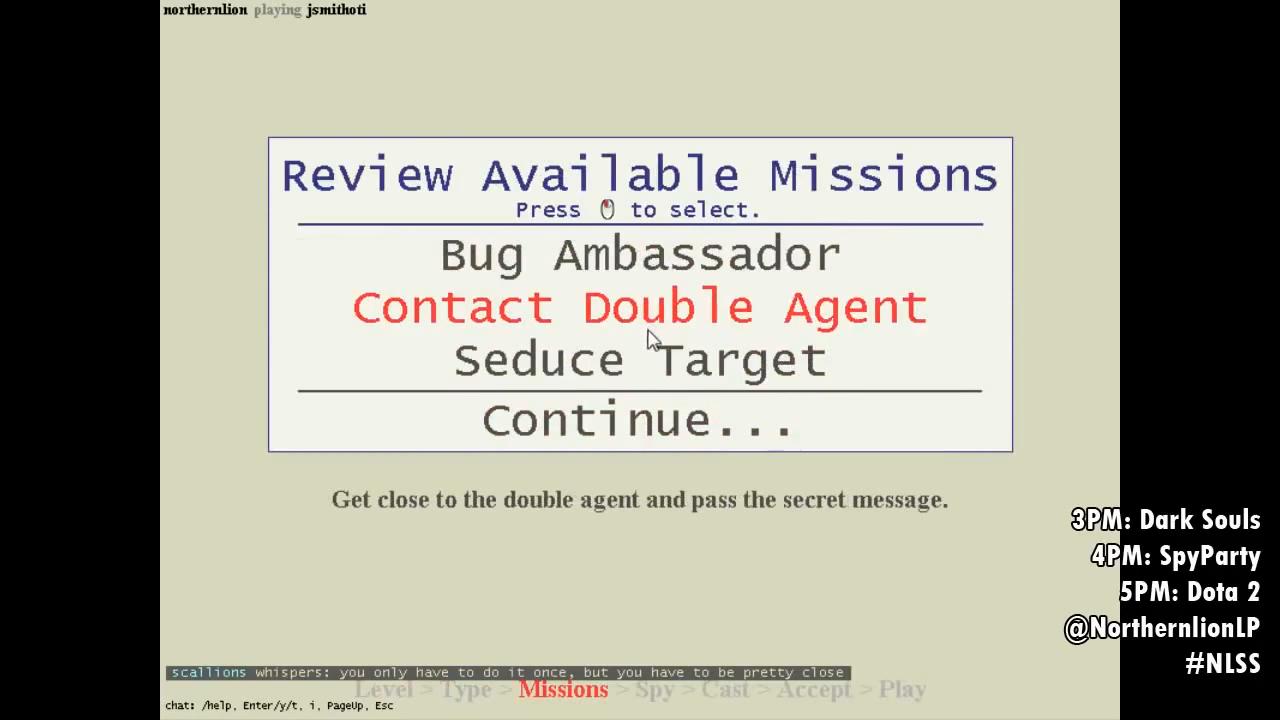 northernlion playing jsmithoti
Review Available Missions
Press to select.
Bug Ambassador
Contact Double Agent
Seduce Target
Continue...
Get close to the double agent and pass the secret message.
3PM: Dark Souls
4PM: SpyParty
5PM: Dota 2
@NorthernlionLP
#NLSS
scallions whispers: you only have to do it once, but you have to be pretty close
Level > Type > Missions > Spy > Cast > Accept > Play
chat: /help, Enter/y/t, i, PageUp, Esc